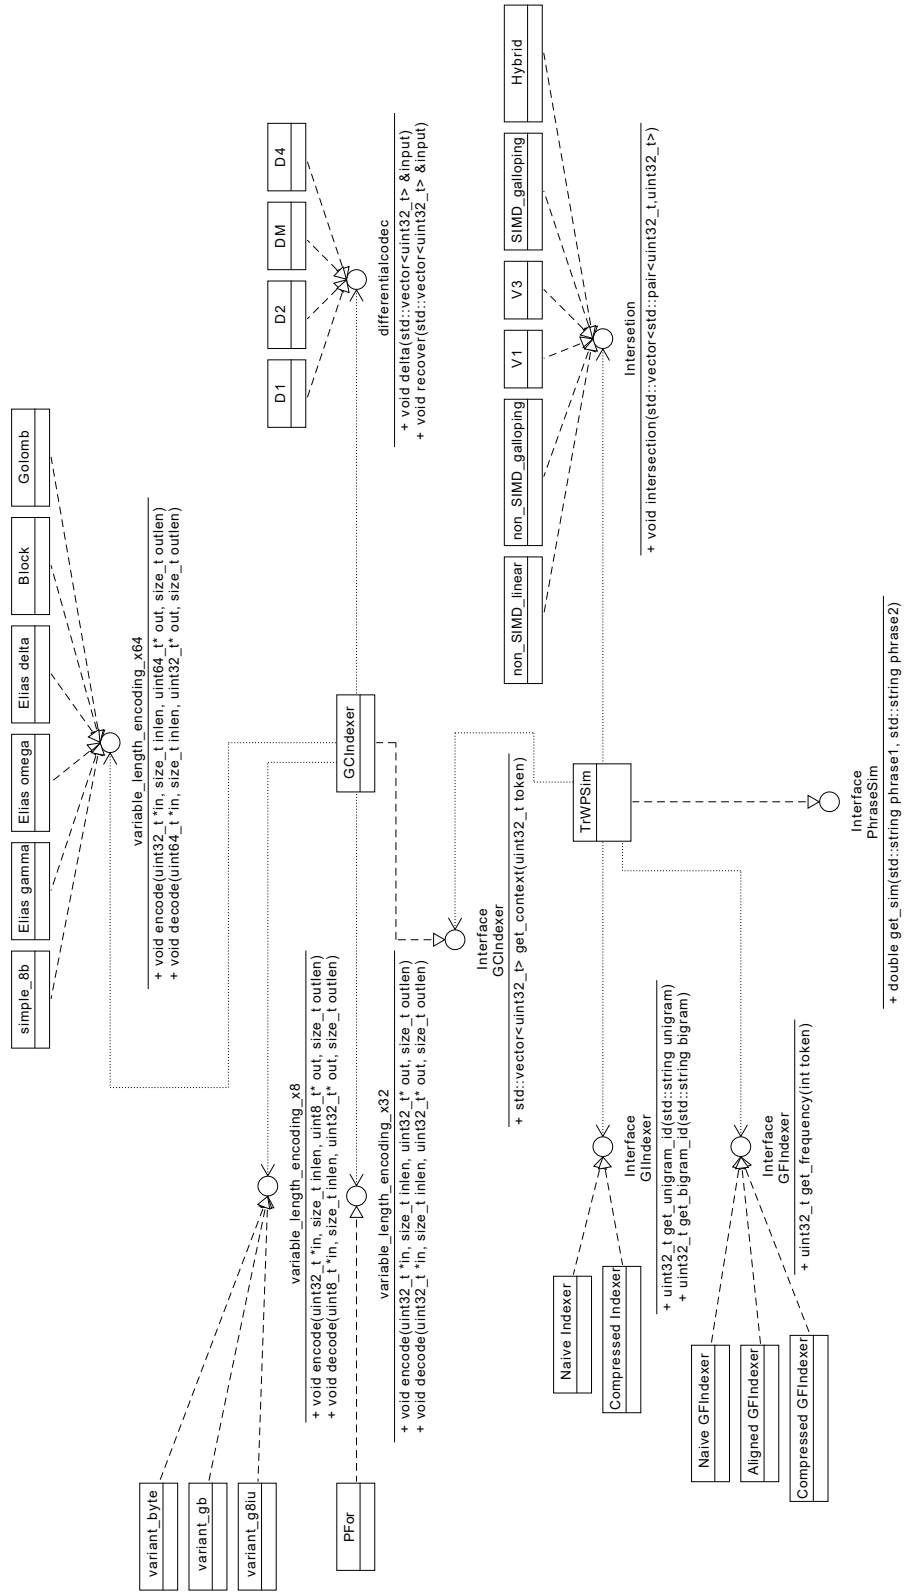 simple_8b
Elias gamma
Elias omega
Elias delta
Block
Golomb
variable_length_encoding_x64
+ void encode(uint32_t *in, size_t inlen, uint64_t* out, size_t outlen)
+ void decode(uint64_t *in, size_t inlen, uint32_t* out, size_t outlen)
variant_byte
variant_gb
variant_g8iu
variable_length_encoding_x8
+ void encode(uint32_t *in, size_t inlen, uint8_t* out, size_t outlen)
+ void decode(uint8_t *in, size_t inlen, uint32_t* out, size_t outlen)
PFor
variable_length_encoding_x32
+ void encode(uint32_t *in, size_t inlen, uint32_t* out, size_t outlen)
+ void decode(uint32_t *in, size_t inlen, uint32_t* out, size_t outlen)
GCIndexer
D1
D2
DM
D4
differentialcodec
+ void delta(std::vector<uint32_t> &input)
+ void recover(std::vector<uint32_t> &input)
Interface
GCIndexer
+ std::vector<uint32_t> get_context(uint32_t token)
non_SIMD_linear
non_SIMD_galloping
V1
V3
SIMD_galloping
Hybrid
Intersetion
+ void intersection(std::vector<std::pair<uint32_t,uint32_t>)
TrWPSim
Naive Indexer
Compressed Indexer
Interface
GIIndexer
+ uint32_t get_unigram_id(std::string unigram)
+ uint32_t get_bigram_id(std::string bigram)
Naive GFIndexer
Aligned GFIndexer
Compressed GFIndexer
Interface
GFIndexer
+ uint32_t get_frequency(int token)
Interface
PhraseSim
+ double get_sim(std::string phrase1, std::string phrase2)